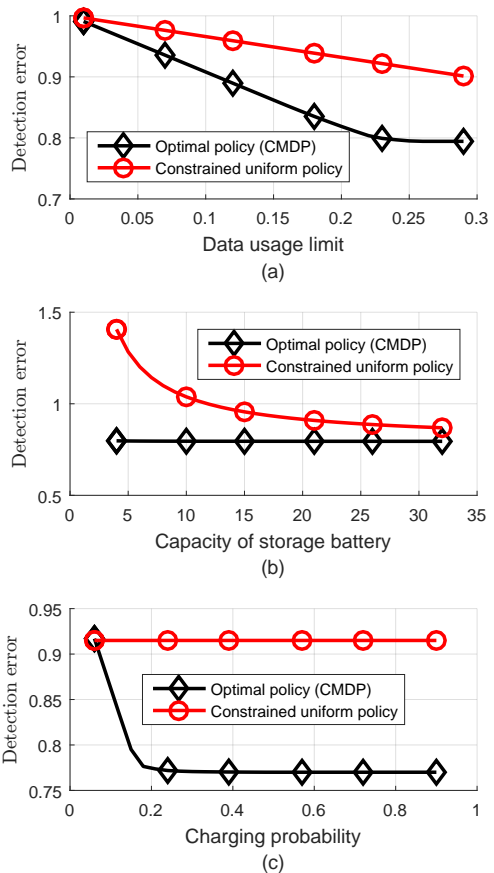 1
0.9
0.8
0.7
Detection error
Optimal policy (CMDP)
Constrained uniform policy
0 0.05 0.1 0.15 0.2 0.25 0.3
Data usage limit
(a)
1.5
1
0.5
Detection error
Optimal policy (CMDP)
Constrained uniform policy
0 5 10 15 20 25 30 35
Capacity of storage battery
(b)
0.95
0.9
0.85
0.8
0.75
Detection error
Optimal policy (CMDP)
Constrained uniform policy
0 0.2 0.4 0.6 0.8 1
Charging probability
(c)